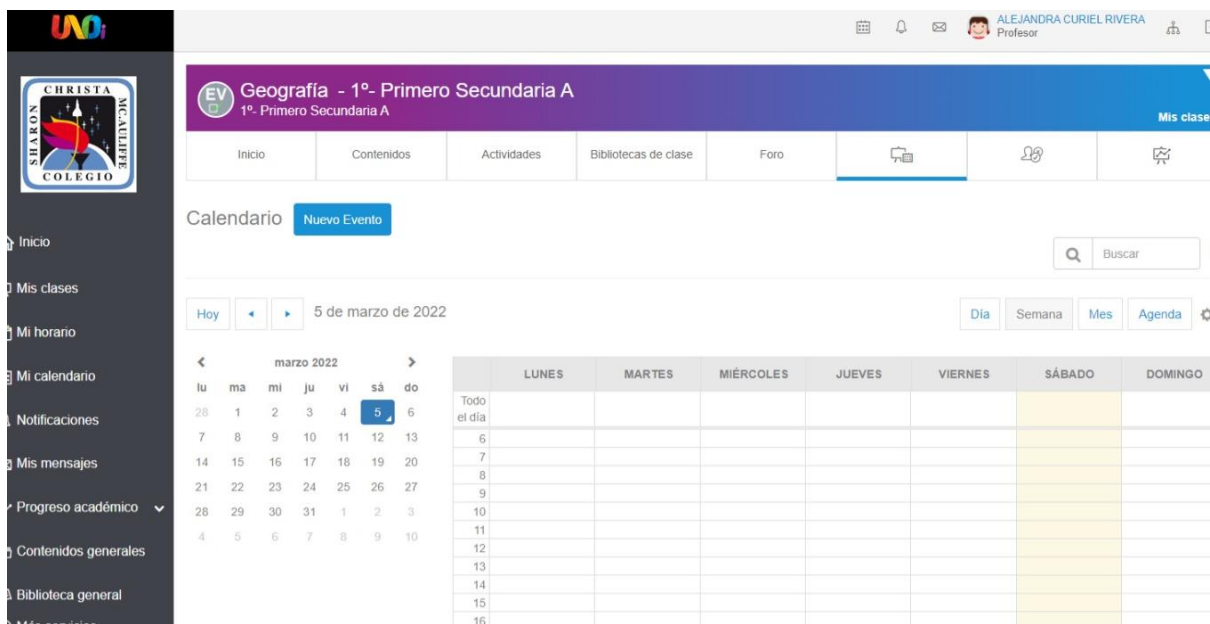 UNOi
ALEJANDRA CURIEL RIVERA
Profesor
CHRISTA
MC.AULIFFE
SHARON
COLEGIO
EV
Geografía - 1º- Primero Secundaria A
1º- Primero Secundaria A
Mis clase
Inicio Contenidos Actividades Bibliotecas de clase Foro
Calendario Nuevo Evento
Buscar
Hoy 5 de marzo de 2022 Día Semana Mes Agenda
Inicio
Mis clases
Mi horario
Mi calendario
Notificaciones
Mis mensajes
Progreso académico
Contenidos generales
Biblioteca general
Más servicios
marzo 2022
lu ma mi ju vi sá do
28 1 2 3 4 5 6
7 8 9 10 11 12 13
14 15 16 17 18 19 20
21 22 23 24 25 26 27
28 29 30 31 1 2 3
4 5 6 7 8 9 10
LUNES MARTES MIÉRCOLES JUEVES VIERNES SÁBADO DOMINGO
Todo
el día
6
7
8
9
10
11
12
13
14
15
16